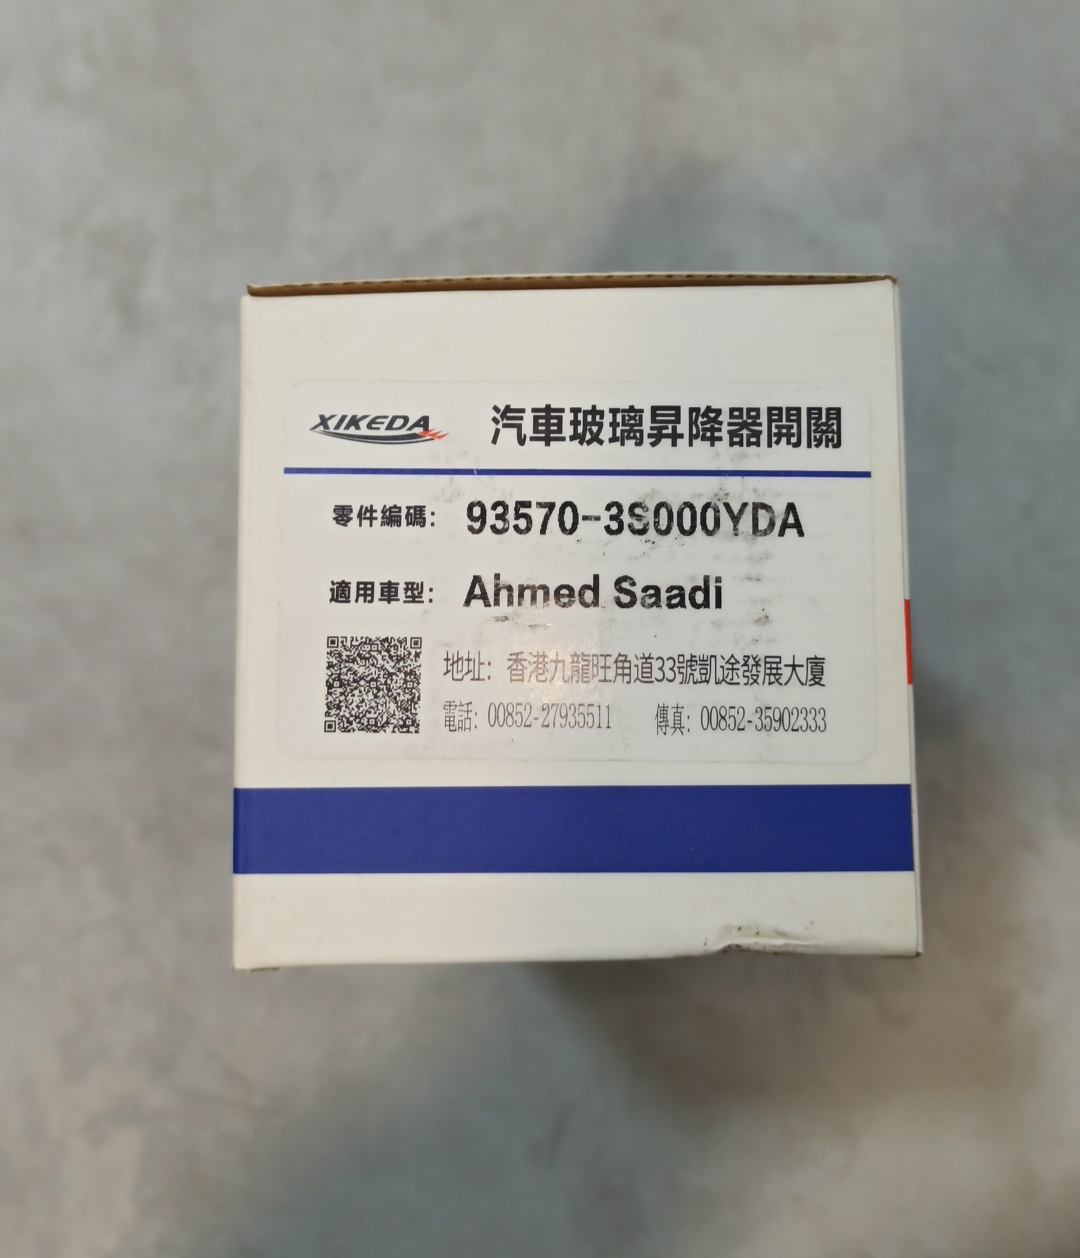 XIKEDA 汽車玻璃昇降器開關
零件編碼: 93570-3S000YDA
適用車型: Ahmed Saadi
地址: 香港九龍旺角道33號凱途發展大廈
電話: 00852-27935511 傳真: 00852-35902333